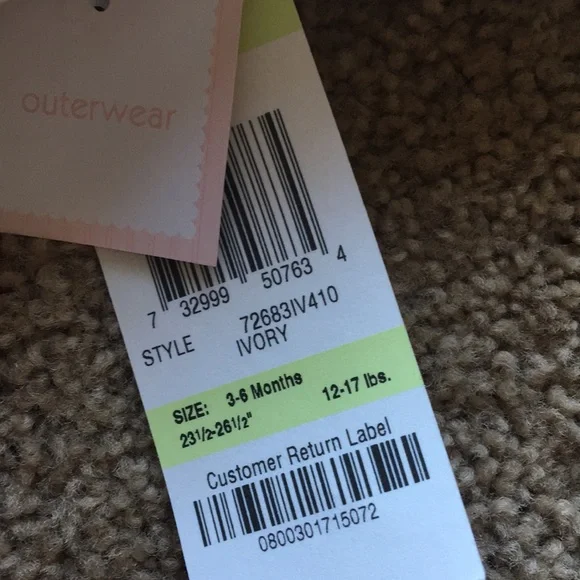 outerwear
7 32999 50763 4
STYLE 72683IV410
IVORY
SIZE: 3-6 Months 12-17 lbs.
231/2-261/2"
Customer Return Label
0800301715072